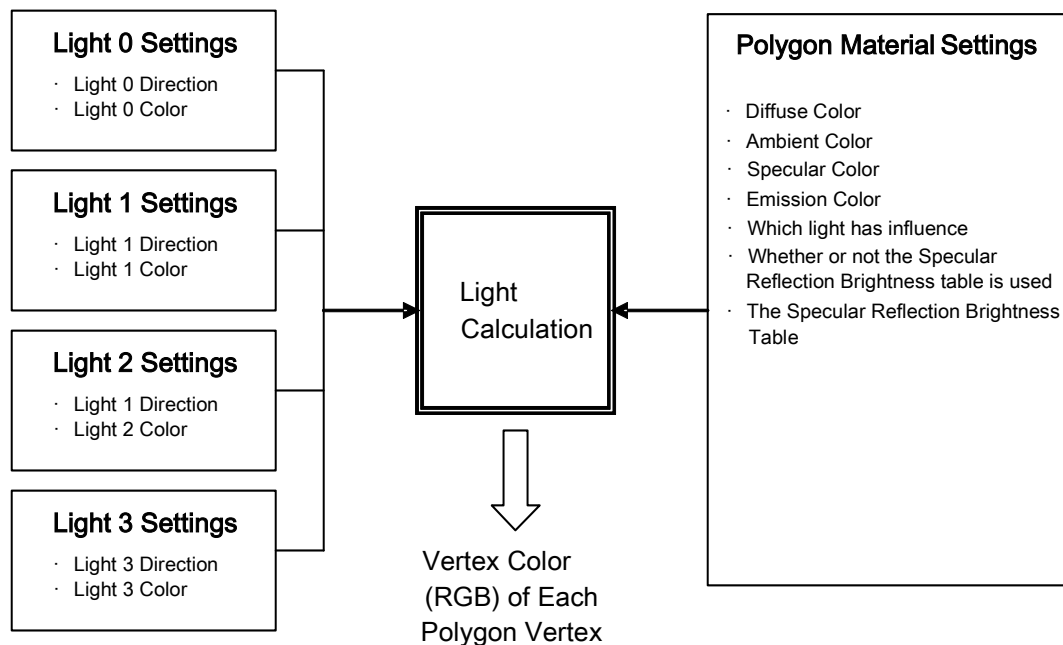 Light 0 Settings
· Light 0 Direction
· Light 0 Color
Light 1 Settings
· Light 1 Direction
· Light 1 Color
Light 2 Settings
· Light 1 Direction
· Light 2 Color
Light 3 Settings
· Light 3 Direction
· Light 3 Color
Light
Calculation
Vertex Color
(RGB) of Each
Polygon Vertex
Polygon Material Settings
· Diffuse Color
· Ambient Color
· Specular Color
· Emission Color
· Which light has influence
· Whether or not the Specular
Reflection Brightness table is used
· The Specular Reflection Brightness
Table